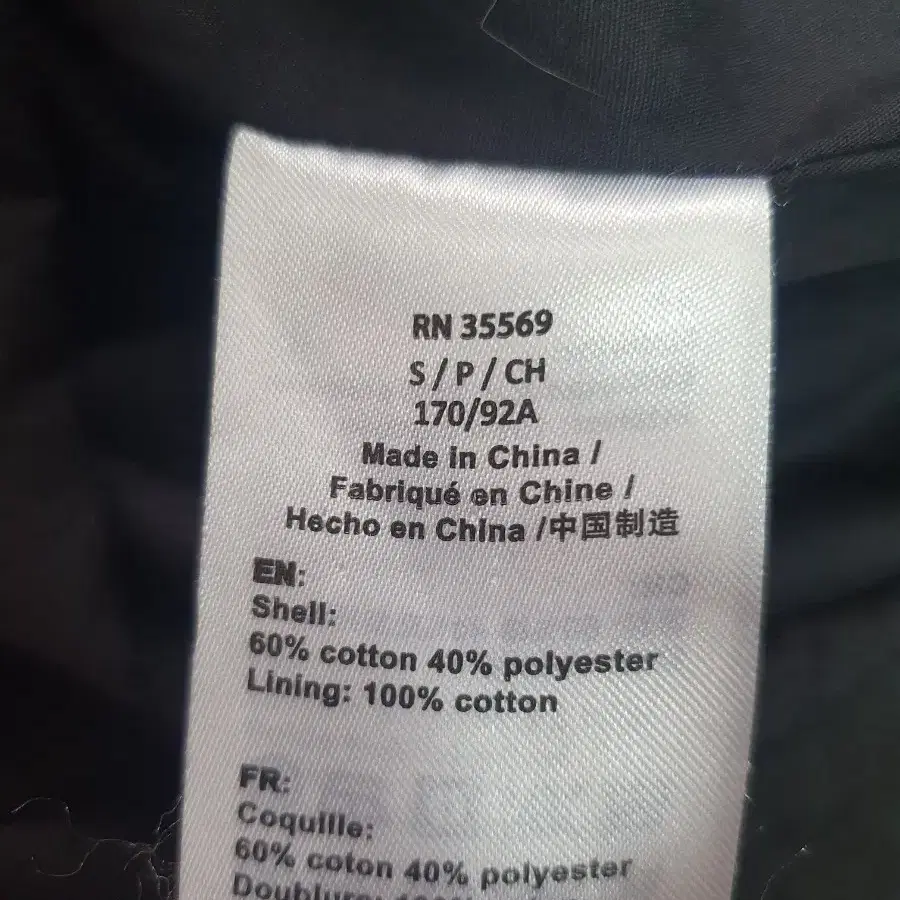 RN 35569
S / P / CH
170/92A
Made in China /
Fabriqué en Chine /
Hecho en China /中国制造
EN:
Shell:
60% cotton 40% polyester
Lining: 100% cotton
FR:
Coquille:
60% coton 40% polyester
Doublure: